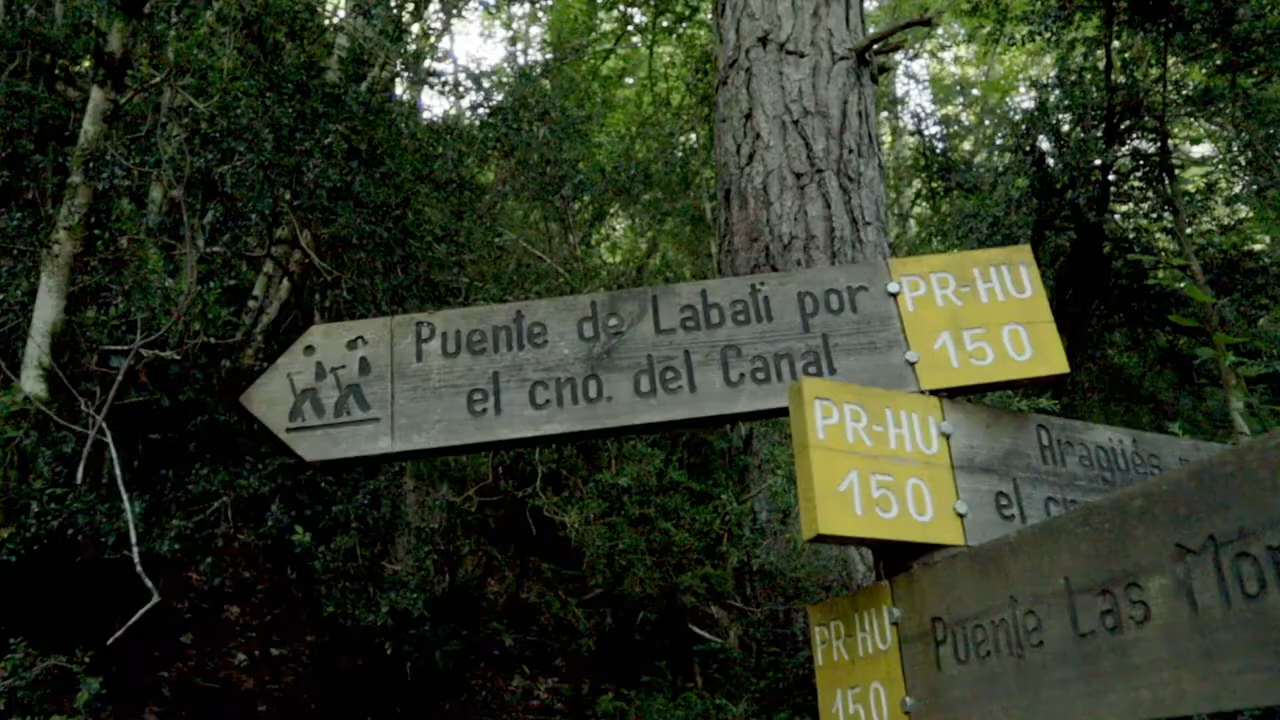 Puente de Labati por
el cno. del Canal
PR-HU
150
PR-HU
150
Aragüés
el
PR-HU
150
Puente Las